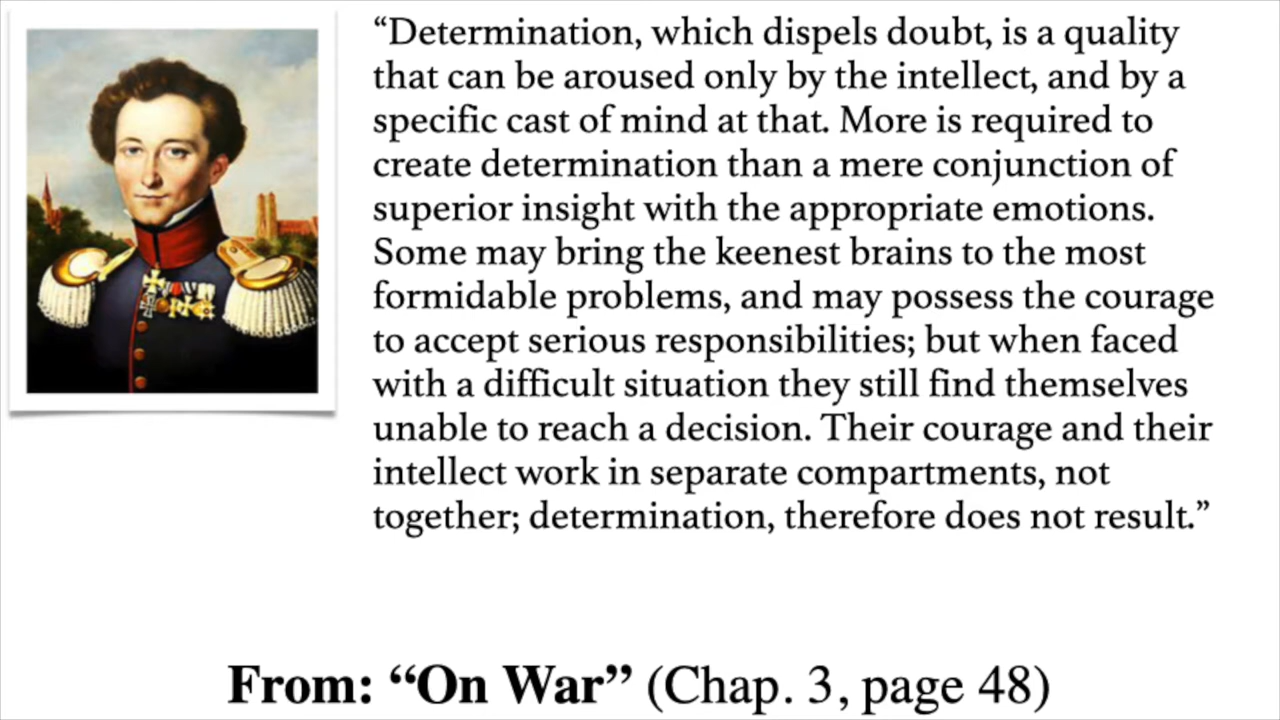 “Determination, which dispels doubt, is a quality
that can be aroused only by the intellect, and by a
specific cast of mind at that. More is required to
create determination than a mere conjunction of
superior insight with the appropriate emotions.
Some may bring the keenest brains to the most
formidable problems, and may possess the courage
to accept serious responsibilities; but when faced
with a difficult situation they still find themselves
unable to reach a decision. Their courage and their
intellect work in separate compartments, not
together; determination, therefore does not result.”
From: “On War” (Chap. 3, page 48)